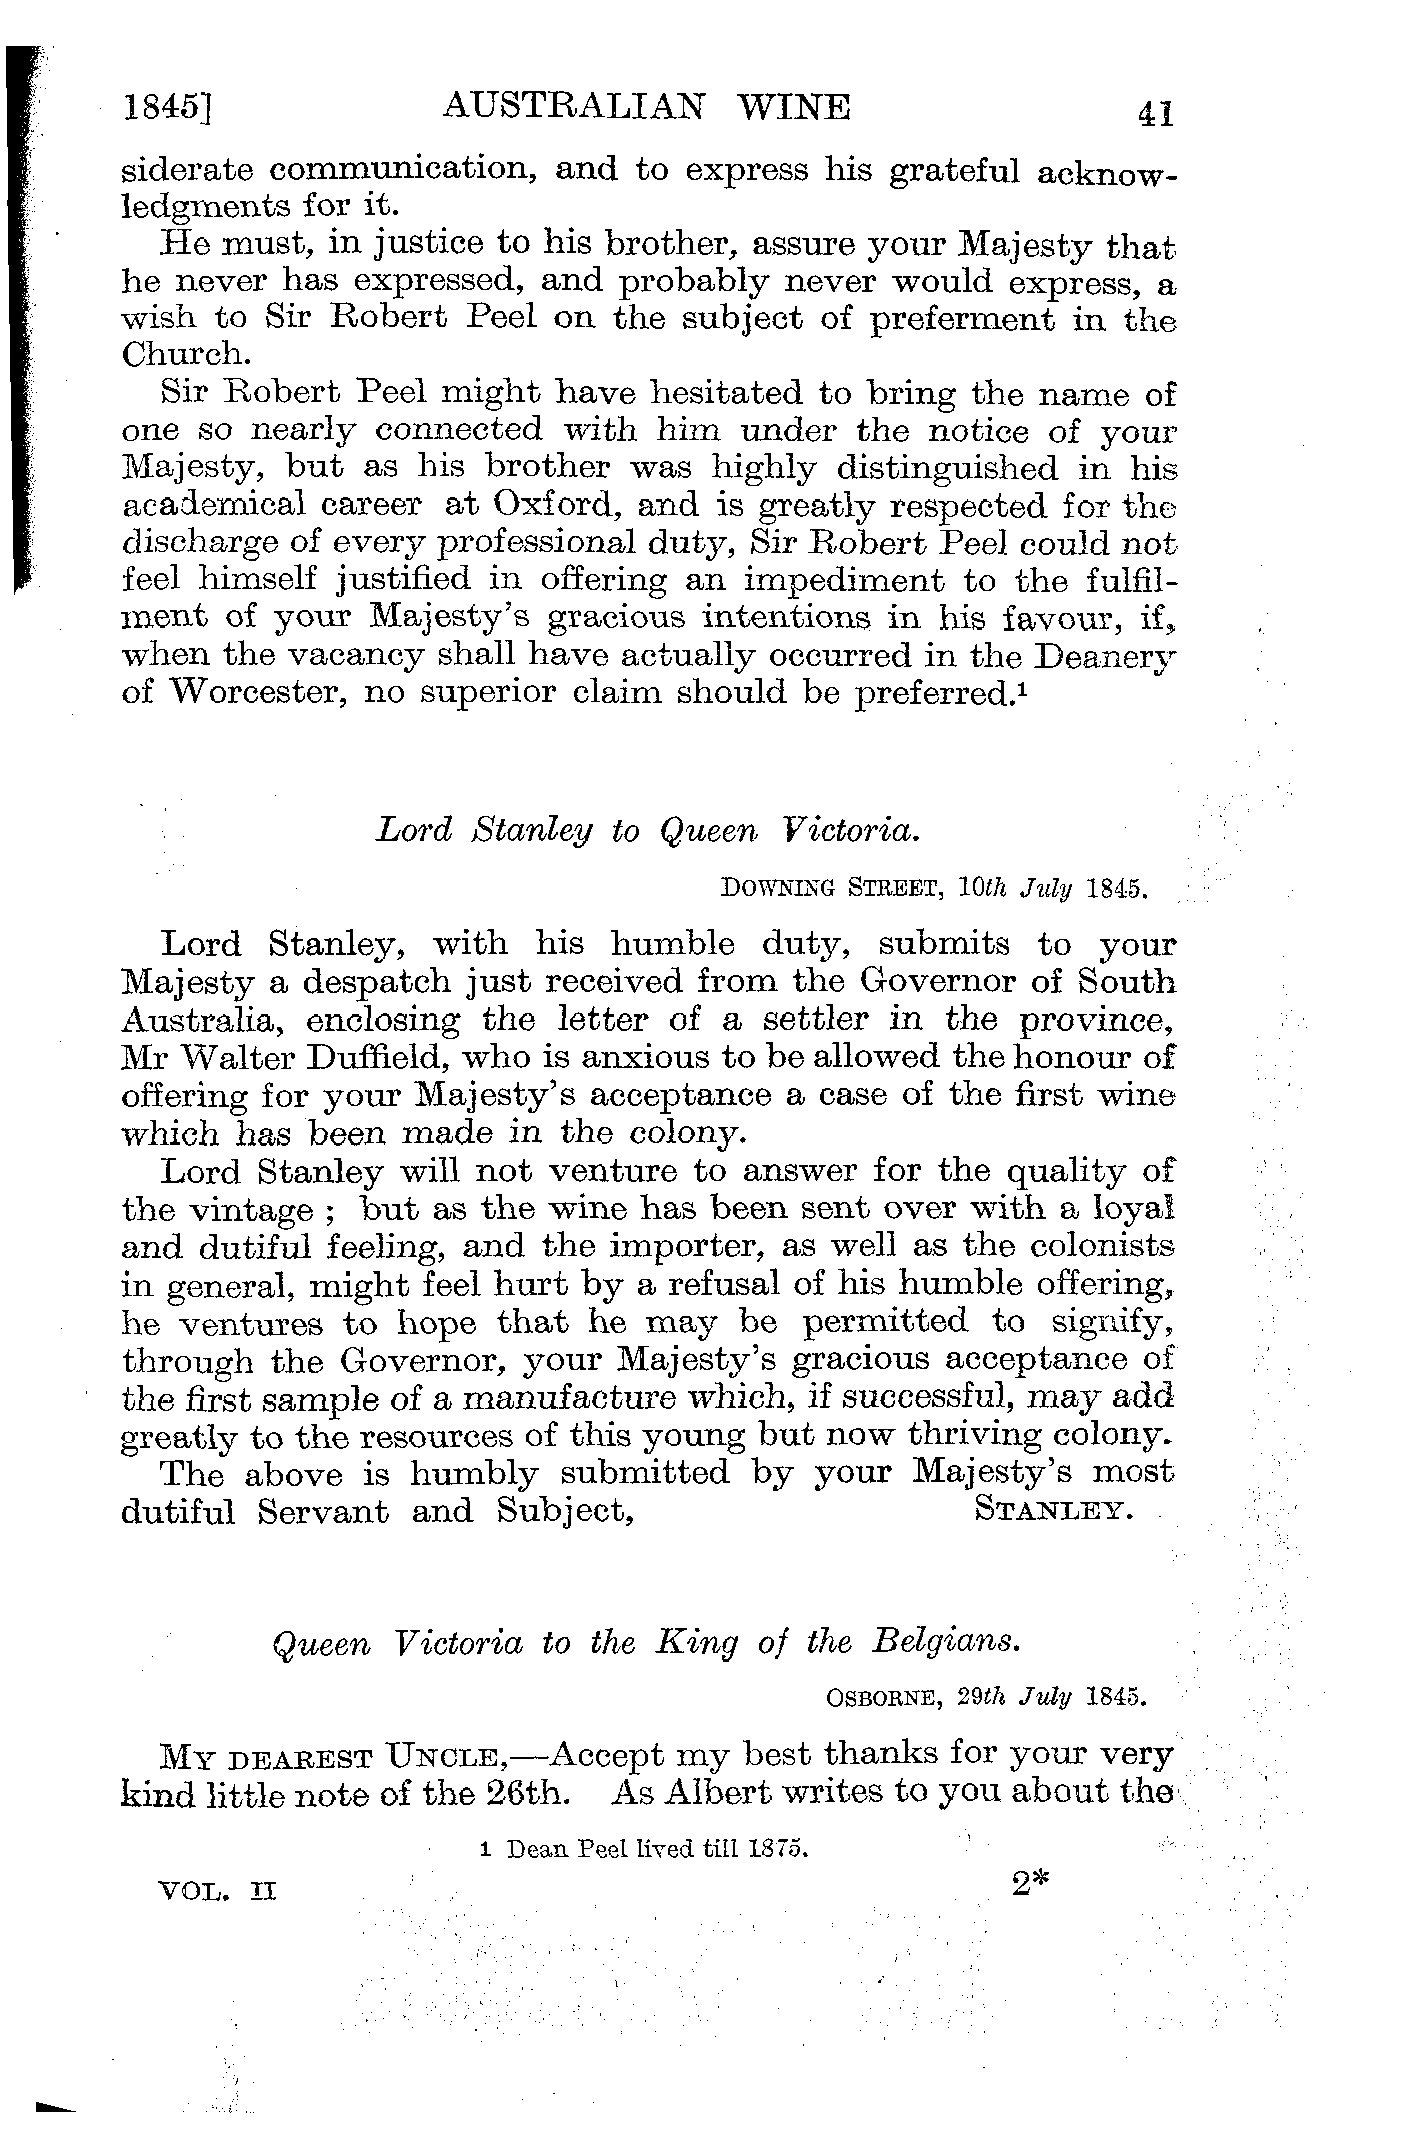 1845] AUSTRALIAN WINE 41
siderate communication, and to express his grateful acknow-
ledgments for it.
He must, in justice to his brother, assure your Majesty that
he never has expressed, and probably never would express, a
wish to Sir Robert Peel on the subject of preferment in the
Church.
Sir Robert Peel might have hesitated to bring the name of
one so nearly connected with him under the notice of your
Majesty, but as his brother was highly distinguished in his
academical career at Oxford, and is greatly respected for the
discharge of every professional duty, Sir Robert Peel could not
feel himself justified in offering an impediment to the fulfil-
ment of your Majesty's gracious intentions in his favour, if,
when the vacancy shall have actually occurred in the Deanery
of Worcester, no superior claim should be preferred.¹
Lord Stanley to Queen Victoria.
DOWNING STREET, 10th July 1845.
Lord Stanley, with his humble duty, submits to your
Majesty a despatch just received from the Governor of South
Australia, enclosing the letter of a settler in the province,
Mr Walter Duffield, who is anxious to be allowed the honour of
offering for your Majesty's acceptance a case of the first wine
which has been made in the colony.
Lord Stanley will not venture to answer for the quality of
the vintage ; but as the wine has been sent over with a loyal
and dutiful feeling, and the importer, as well as the colonists
in general, might feel hurt by a refusal of his humble offering,
he ventures to hope that he may be permitted to signify,
through the Governor, your Majesty's gracious acceptance of
the first sample of a manufacture which, if successful, may add
greatly to the resources of this young but now thriving colony.
The above is humbly submitted by your Majesty's most
dutiful Servant and Subject, STANLEY.
Queen Victoria to the King of the Belgians.
OSBORNE, 29th July 1845.
MY DEAREST UNCLE,—Accept my best thanks for your very
kind little note of the 26th. As Albert writes to you about the
1 Dean Peel lived till 1875.
VOL. II 2*